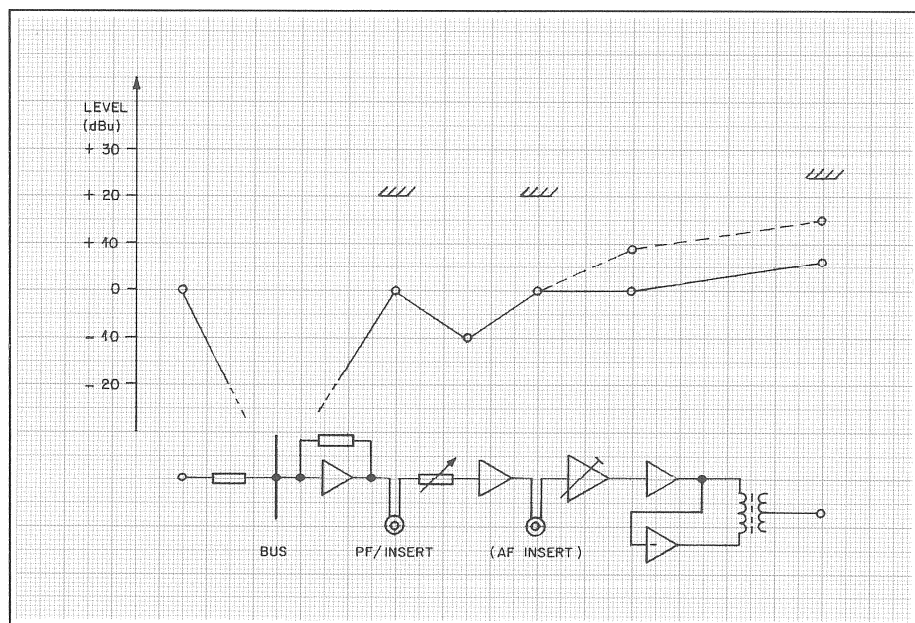 LEVEL
(dBu)
+ 30
+ 20
+ 10
0
- 10
- 20
BUS
PF/INSERT
(AF INSERT)